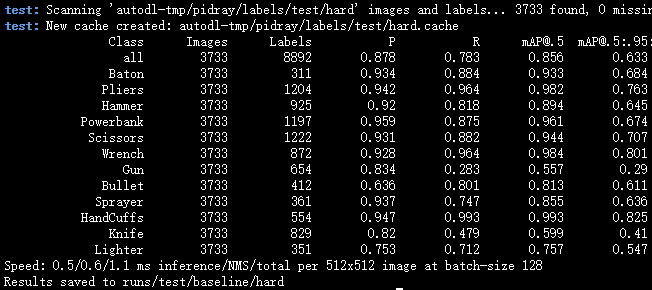 test: Scanning 'autodl-tmp/pidray/labels/test/hard' images and labels... 3733 found, 0 missin
test: New cache created: autodl-tmp/pidray/labels/test/hard.cache
Class Images Labels P R mAP@.5 mAP@.5:.95:
all 3733 8892 0.878 0.783 0.856 0.633
Baton 3733 311 0.934 0.884 0.933 0.684
Pliers 3733 1204 0.942 0.964 0.982 0.763
Hammer 3733 925 0.92 0.818 0.894 0.645
Powerbank 3733 1197 0.959 0.875 0.961 0.674
Scissors 3733 1222 0.931 0.882 0.944 0.707
Wrench 3733 872 0.928 0.964 0.984 0.801
Gun 3733 654 0.834 0.283 0.557 0.29
Bullet 3733 412 0.636 0.801 0.813 0.611
Sprayer 3733 361 0.937 0.747 0.855 0.636
HandCuffs 3733 554 0.947 0.993 0.993 0.825
Knife 3733 829 0.82 0.479 0.599 0.41
Lighter 3733 351 0.753 0.712 0.757 0.547
Speed: 0.5/0.6/1.1 ms inference/NMS/total per 512x512 image at batch-size 128
Results saved to runs/test/baseline/hard